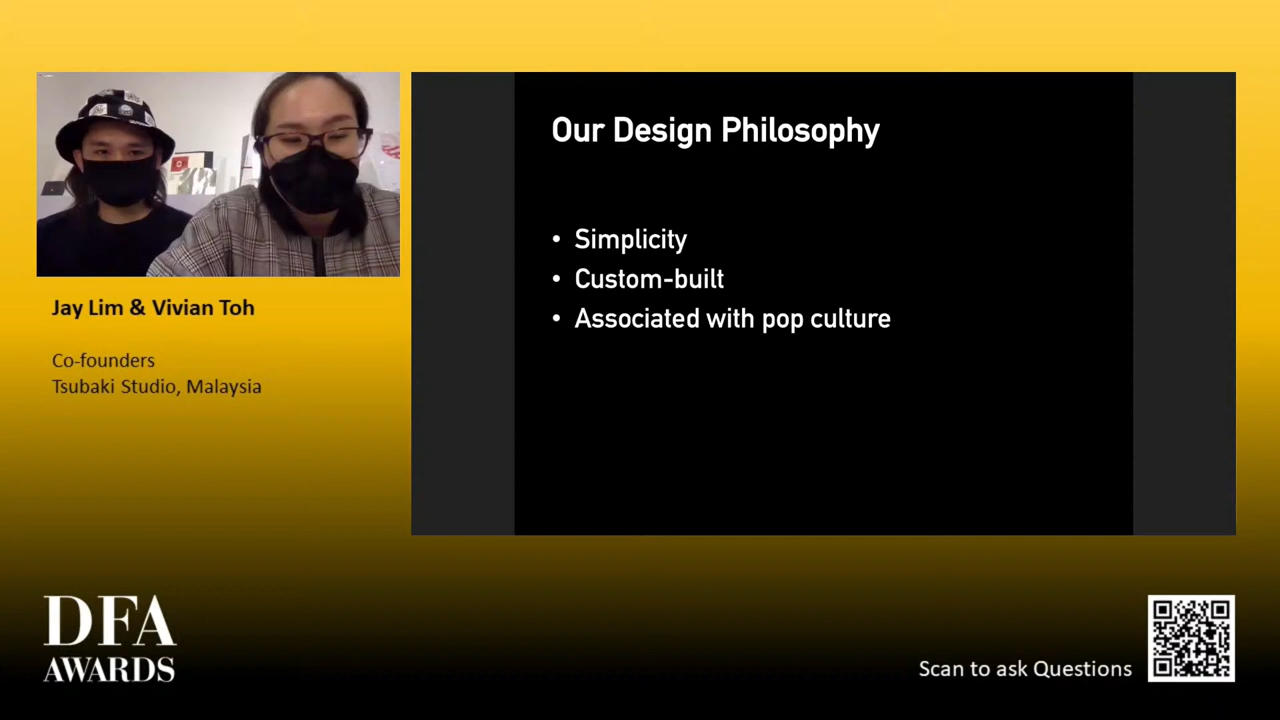 Jay Lim & Vivian Toh
Co-founders
Tsubaki Studio, Malaysia
Our Design Philosophy
• Simplicity
• Custom-built
• Associated with pop culture
DFA
AWARDS
Scan to ask Questions